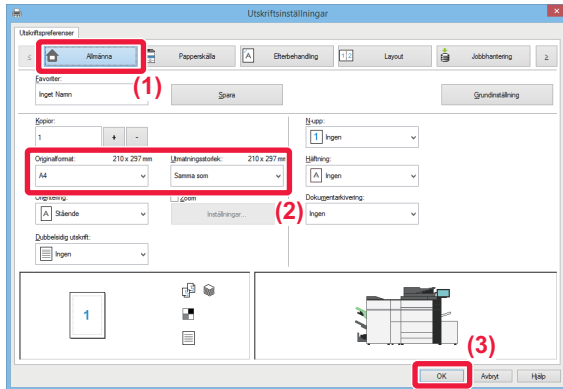 Utskriftsinställningar
Utskriftspreferenser
Allmänna Papperskälla Efterbehandling Layout Jobbhantering
(1)
Favoriter:
Inget Namn Spara Grundinställning
Kopior: N-upp:
1 + - 1 Ingen
Originalformat: 210 x 297 mm Utmatningsstorlek: 210 x 297 mm Häftning:
A4 Samma som A Ingen
Orientering: Zoom Dokumentarkivering:
A Stående Inställningar... (2) Ingen
Dubbelsidig utskrift:
Ingen
1
(3)
OK Avbryt Hjälp